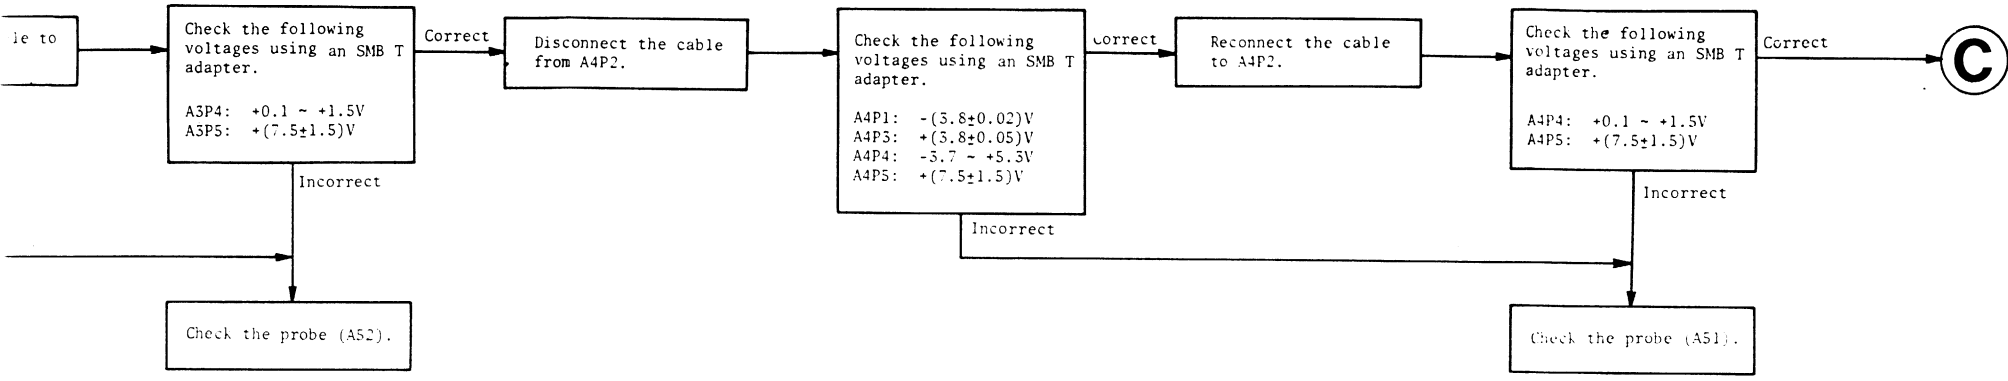 le to
Check the following
voltages using an SMB T
adapter.
A3P4: +0.1 ~ +1.5V
A3P5: +(7.5±1.5)V
Correct
Incorrect
Check the probe (A52).
Disconnect the cable
from A4P2.
Check the following
voltages using an SMB T
adapter.
A4P1: -(3.8±0.02)V
A4P3: +(3.8±0.05)V
A4P4: -3.7 ~ +5.3V
A4P5: +(7.5±1.5)V
Correct
Incorrect
Reconnect the cable
to A4P2.
Check the following
voltages using an SMB T
adapter.
A4P4: +0.1 ~ +1.5V
A4P5: +(7.5±1.5)V
Correct
Incorrect
Check the probe (A51).
C